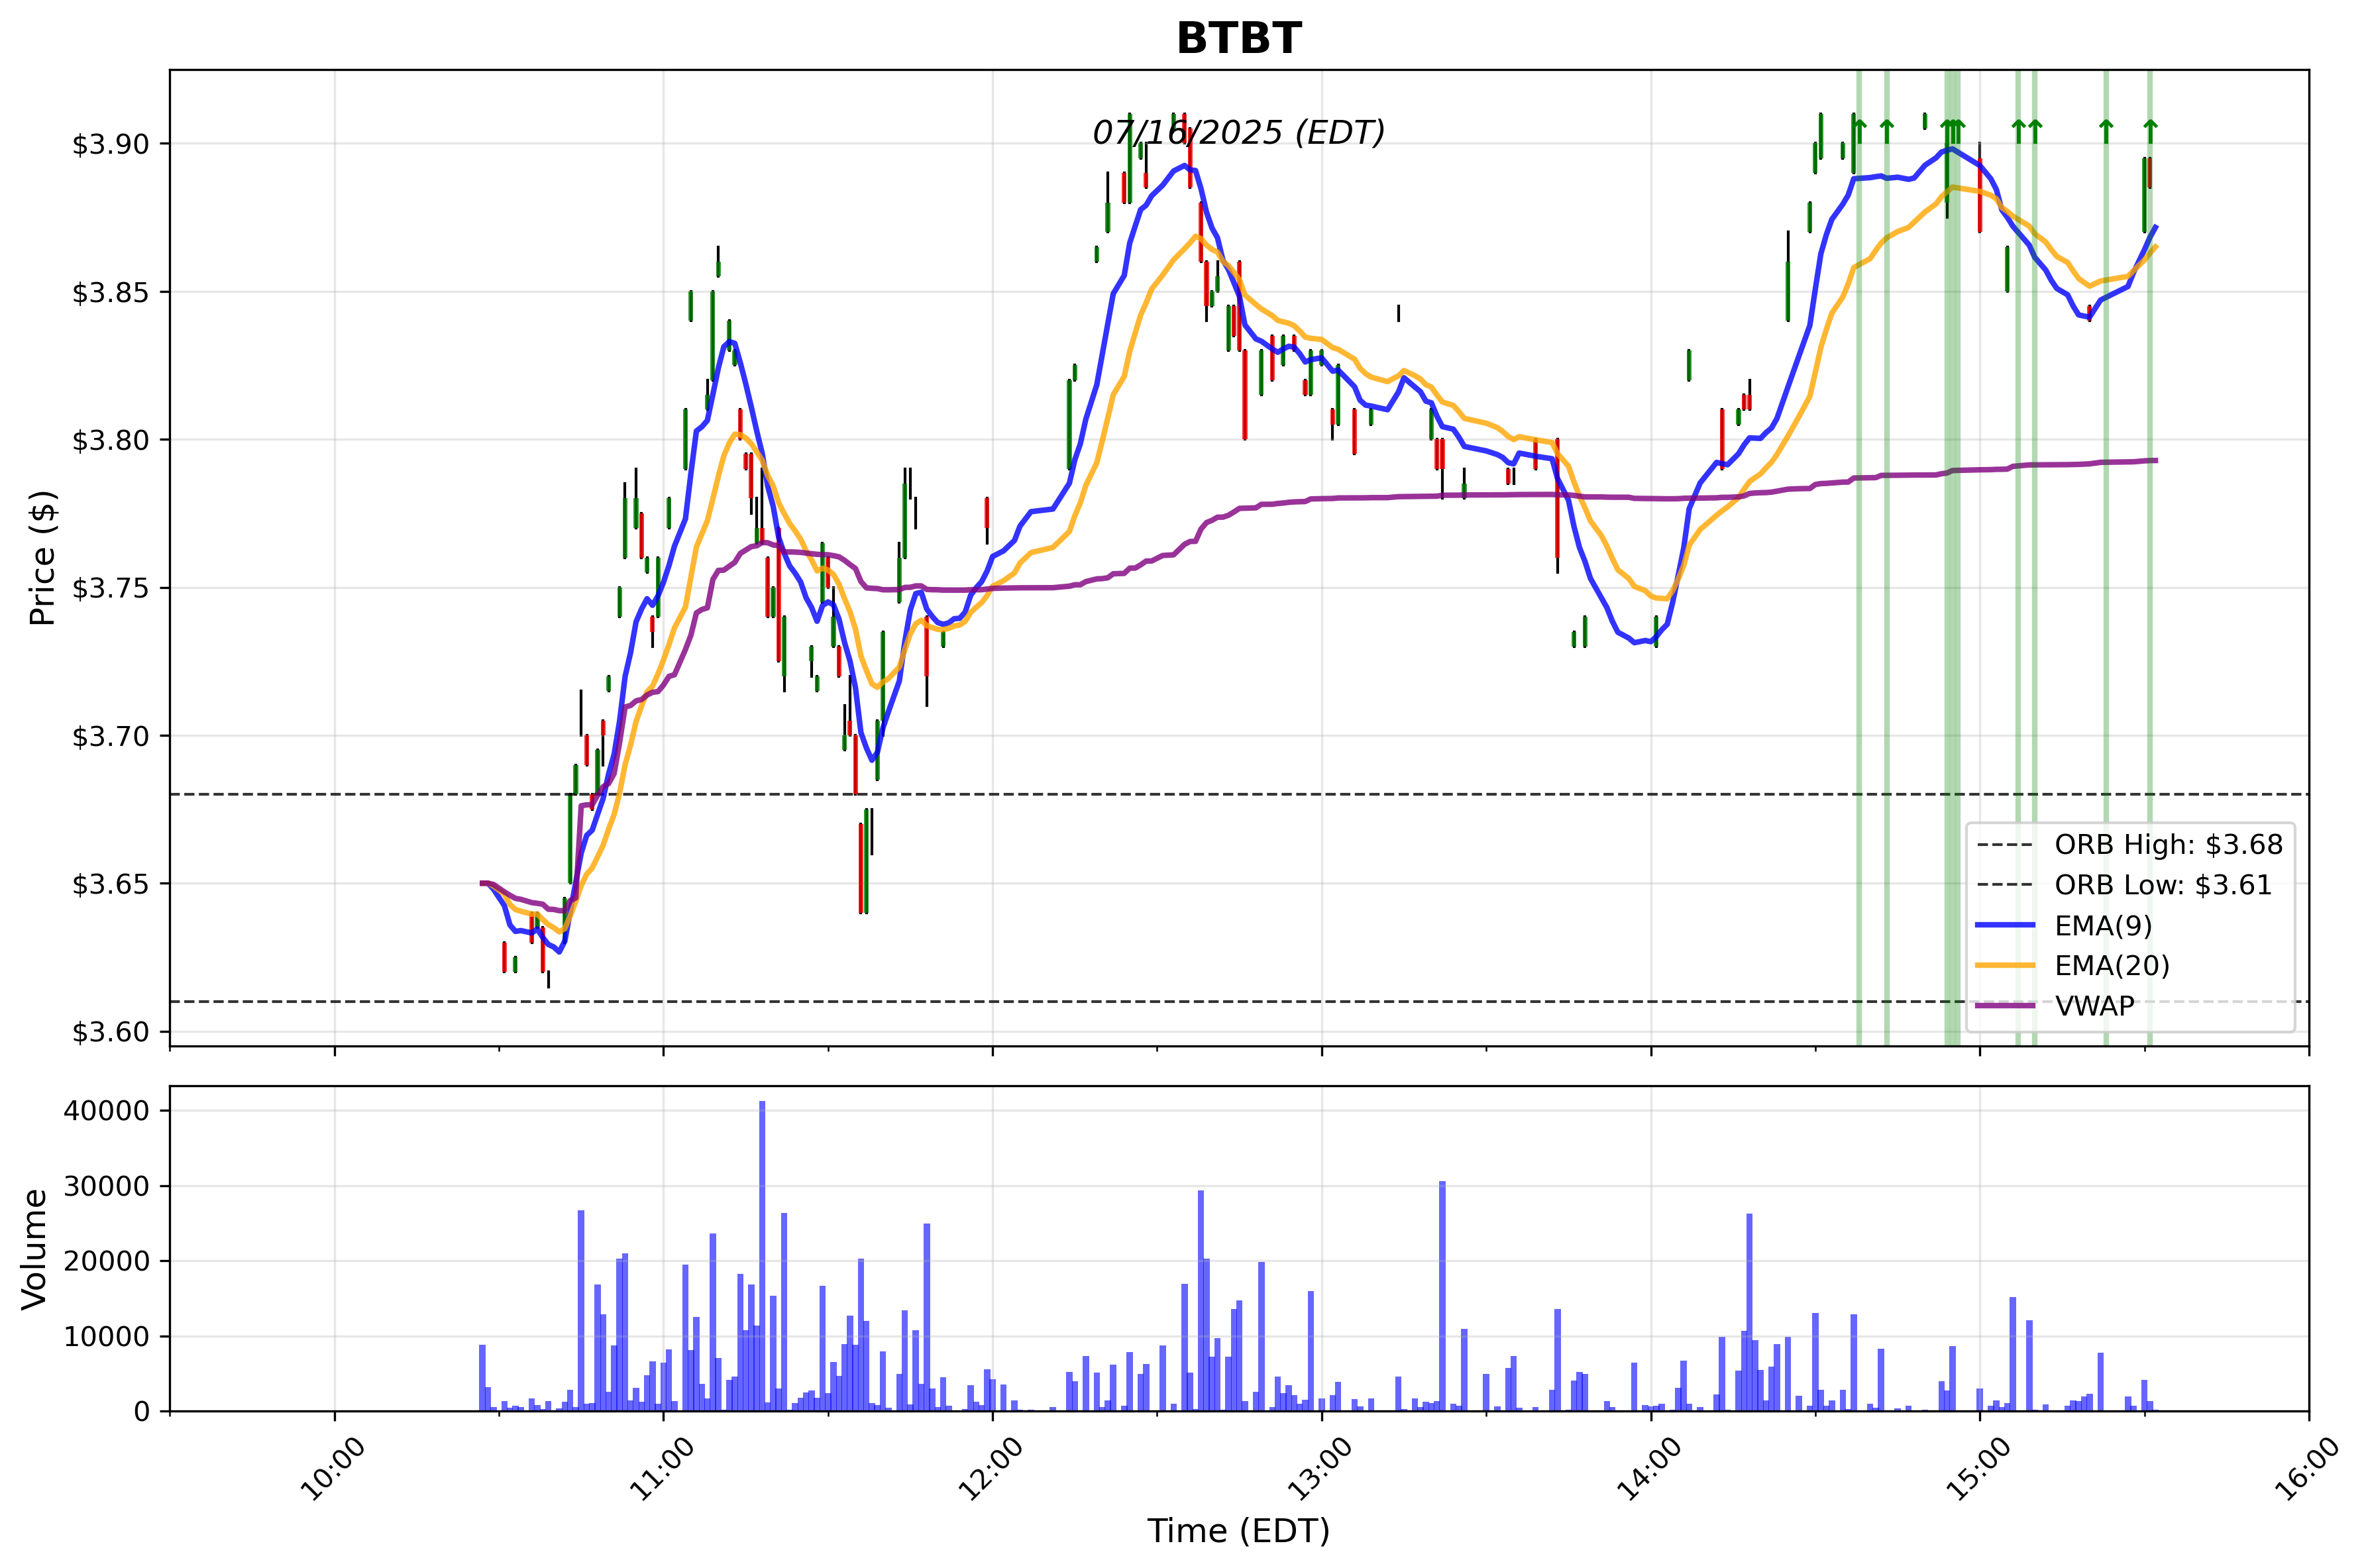 BTBT
07/16/2025 (EDT)
Price ($)
$3.90
$3.85
$3.80
$3.75
$3.70
$3.65
$3.60
ORB High: $3.68
ORB Low: $3.61
EMA(9)
EMA(20)
VWAP
Volume
40000
30000
20000
10000
0
10:00
11:00
12:00
13:00
14:00
15:00
16:00
Time (EDT)